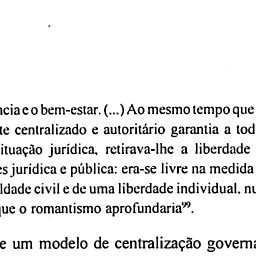 ncia e o bem-estar. (...) Ao mesmo tempo que
te centralizado e autoritário garantia a tod
ituação jurídica, retirava-lhe a liberdade
es jurídica e pública: era-se livre na medida
ldade civil e de uma liberdade individual, nu
que o romantismo aprofundaria⁹⁹.
e um modelo de centralização governa